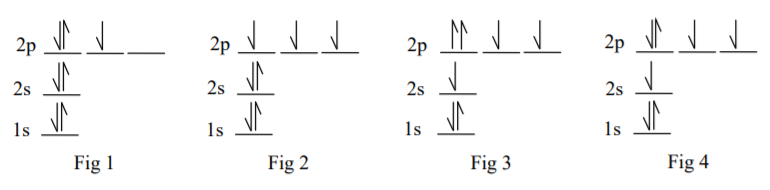 2p 2p 2p 2p
2s 2s 2s 2s
1s 1s 1s 1s
Fig 1 Fig 2 Fig 3 Fig 4